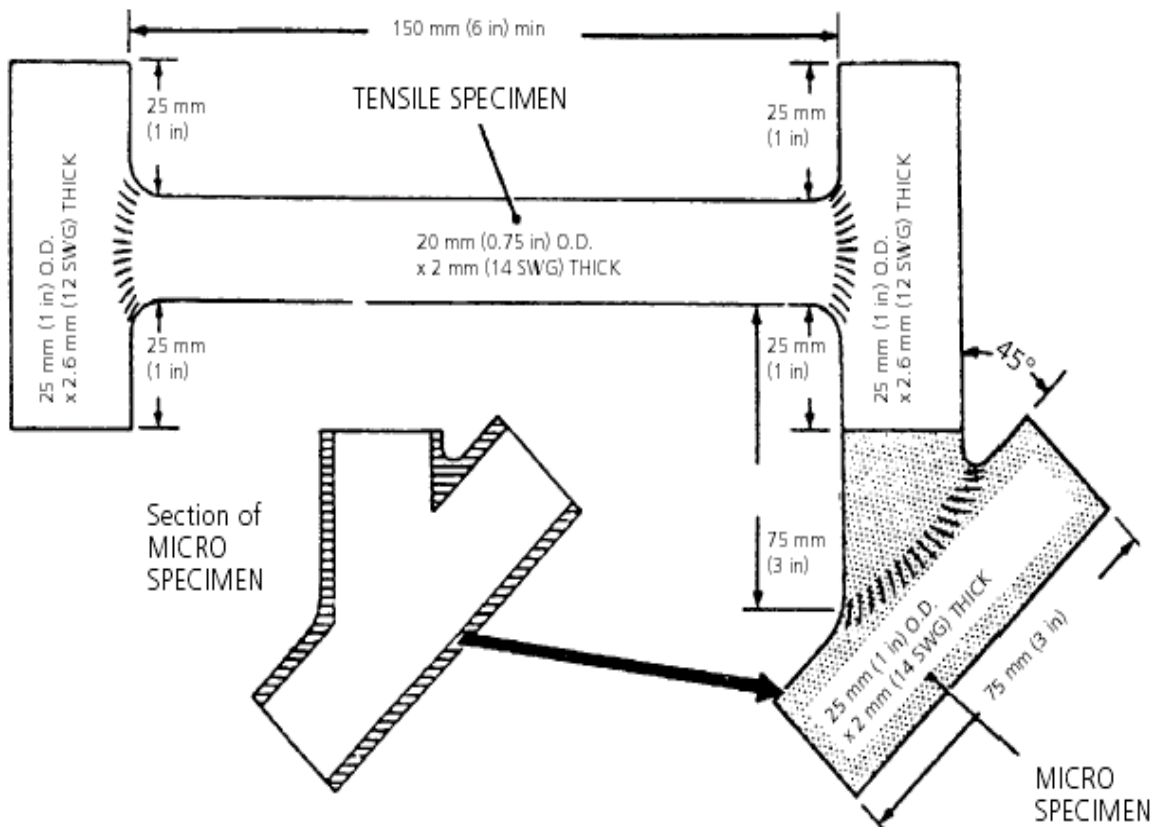 150 mm (6 in) min
25 mm
(1 in)
TENSILE SPECIMEN
25 mm
(1 in)
25 mm (1 in) O.D.
x 2.6 mm (12 SWG) THICK
20 mm (0.75 in) O.D.
x 2 mm (14 SWG) THICK
25 mm (1 in) O.D.
x 2.6 mm (12 SWG) THICK
25 mm
(1 in)
25 mm
(1 in)
45°
Section of
MICRO
SPECIMEN
75 mm
(3 in)
25 mm (1 in) O.D.
x 2 mm (14 SWG) THICK
75 mm (3 in)
MICRO
SPECIMEN